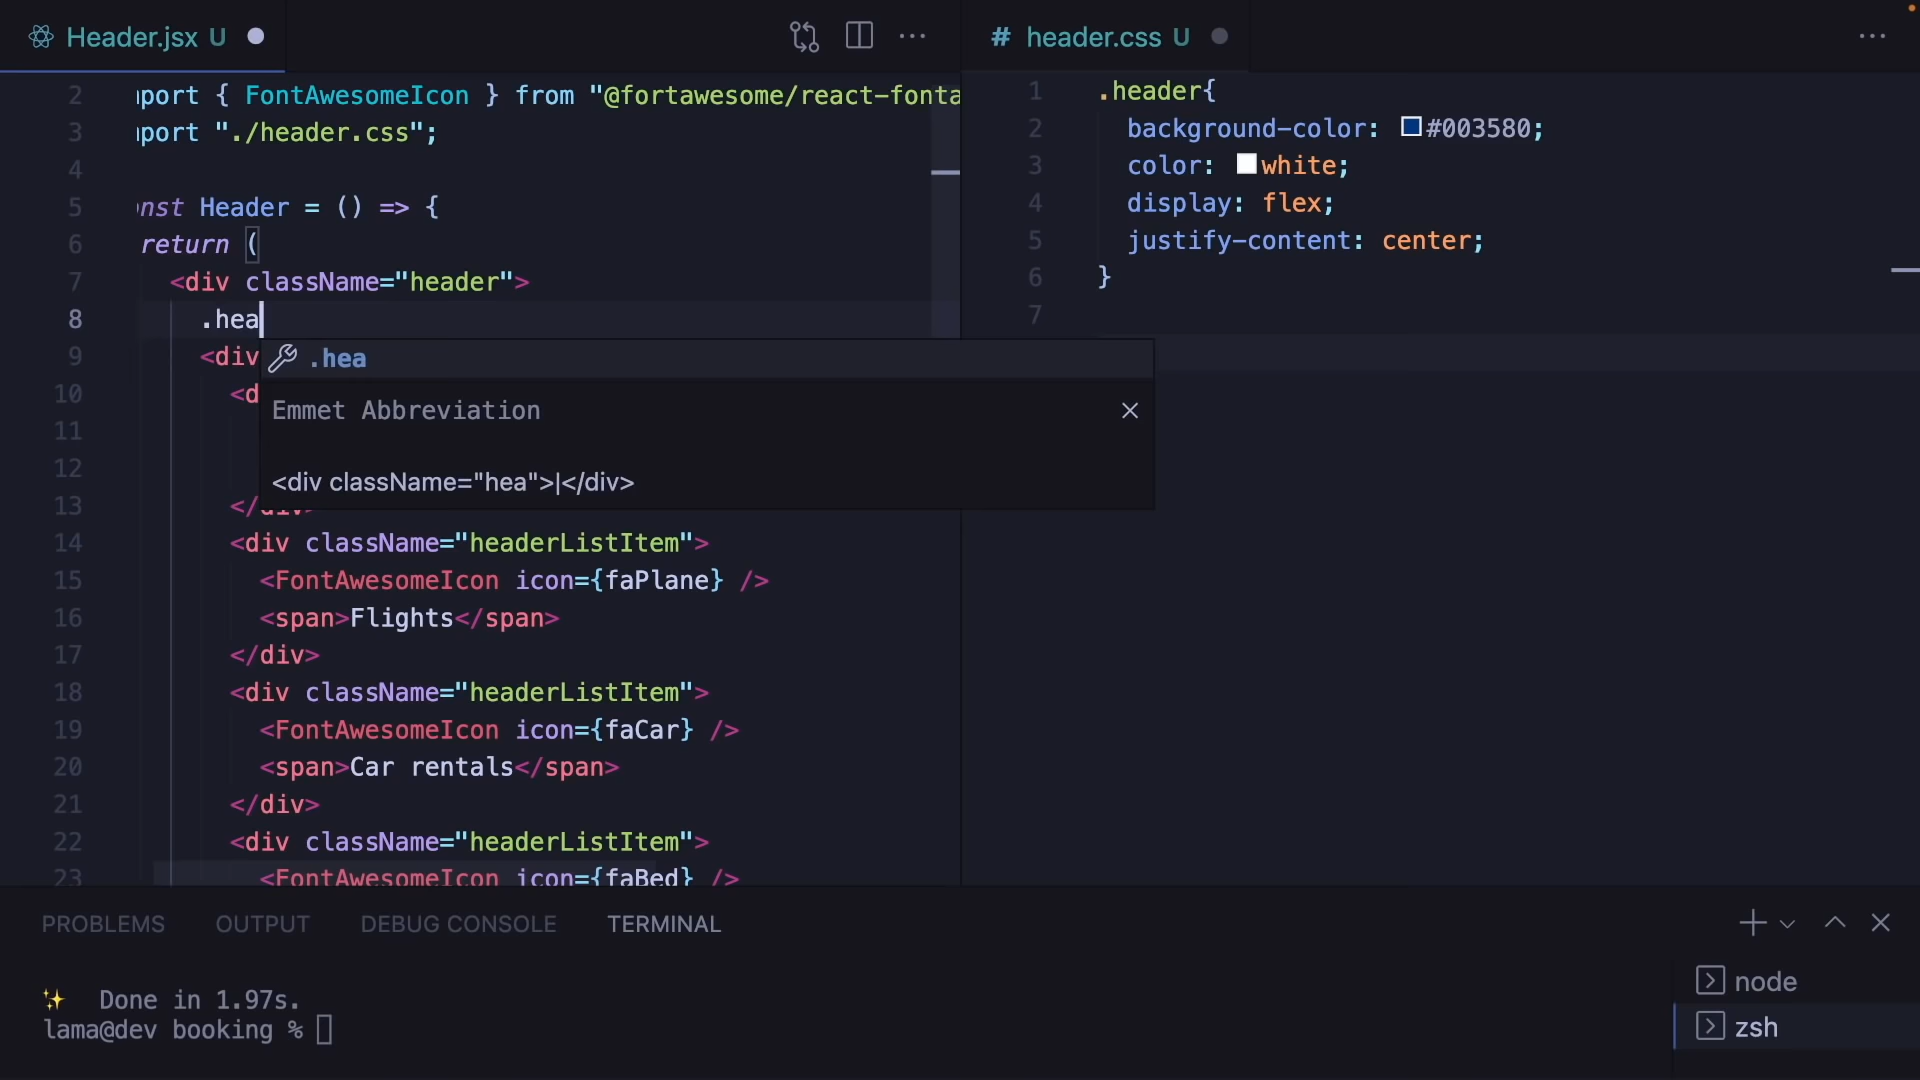 Header.jsx U
# header.css U
2 port { FontAwesomeIcon } from "@fortawesome/react-fonta
3 port "./header.css";
4
5 nst Header = () => {
6 return (
7 <div className="header">
8 .hea
9 <div
10 <d
11
12
13 </div>
14 <div className="headerListItem">
15 <FontAwesomeIcon icon={faPlane} />
16 <span>Flights</span>
17 </div>
18 <div className="headerListItem">
19 <FontAwesomeIcon icon={faCar} />
20 <span>Car rentals</span>
21 </div>
22 <div className="headerListItem">
23 <FontAwesomeIcon icon={faBed} />
.hea
Emmet Abbreviation
<div className="hea">|</div>
1 .header{
2 background-color: #003580;
3 color: white;
4 display: flex;
5 justify-content: center;
6 }
7
PROBLEMS OUTPUT DEBUG CONSOLE TERMINAL
✨ Done in 1.97s.
lama@dev booking %
node
zsh